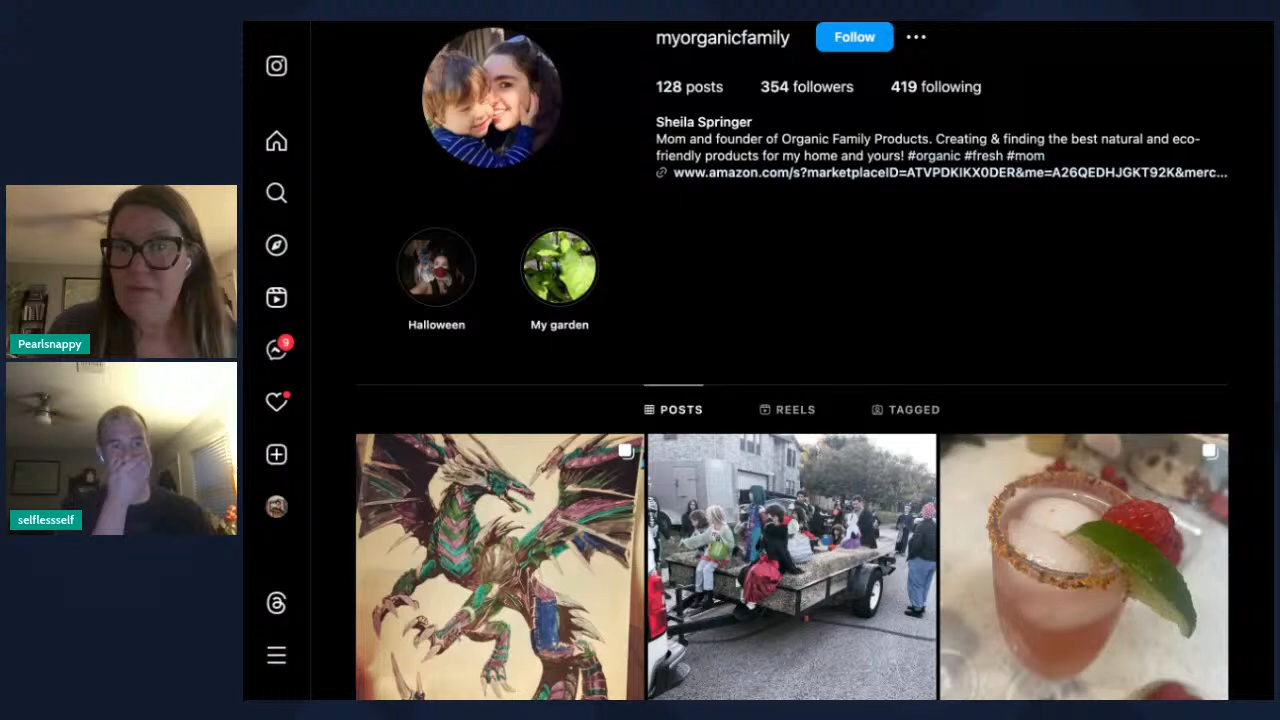 myorganicfamily
Follow
128 posts
354 followers
419 following
Sheila Springer
Mom and founder of Organic Family Products. Creating & finding the best natural and eco-
friendly products for my home and yours! #organic #fresh #mom
www.amazon.com/s?marketplaceID=ATVPDKIKX0DER&me=A26QEDHJGKT92K&merc...
Halloween
My garden
9
Pearlsnappy
selflessself
POSTS
REELS
TAGGED